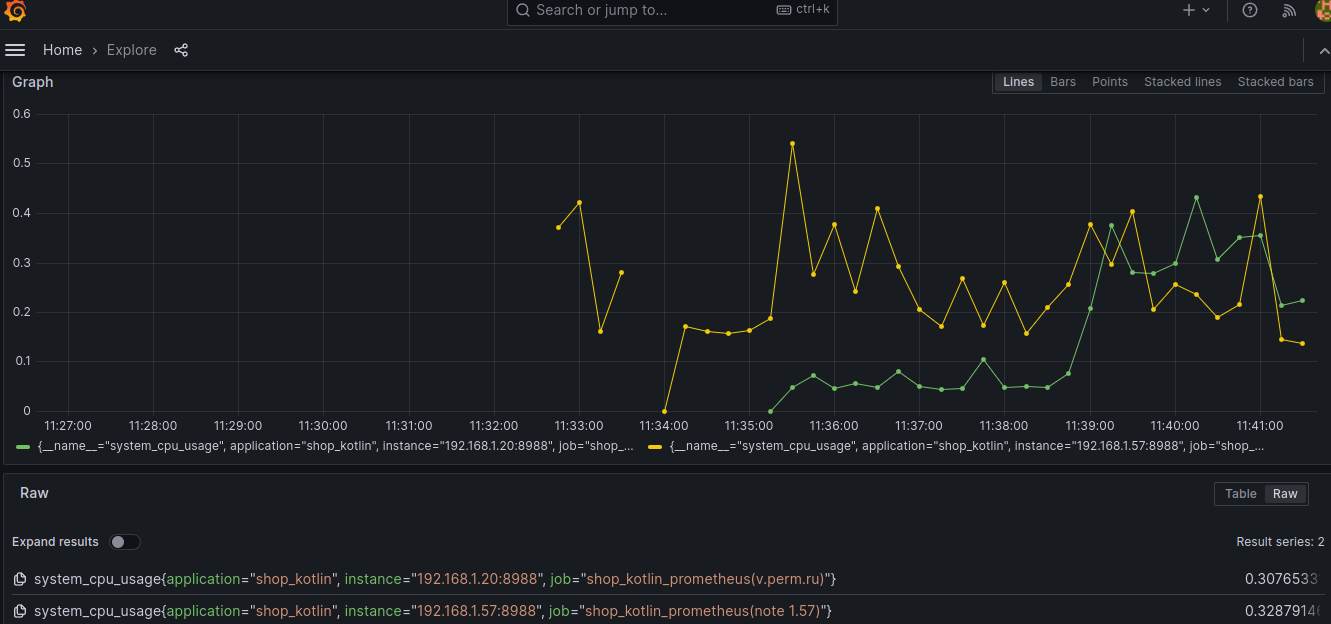 Search or jump to... ctrl+k
Home › Explore
Graph
Lines Bars Points Stacked lines Stacked bars
0.6
0.5
0.4
0.3
0.2
0.1
0
11:27:00 11:28:00 11:29:00 11:30:00 11:31:00 11:32:00 11:33:00 11:34:00 11:35:00 11:36:00 11:37:00 11:38:00 11:39:00 11:40:00 11:41:00
{__name__="system_cpu_usage", application="shop_kotlin", instance="192.168.1.20:8988", job="shop_... {__name__="system_cpu_usage", application="shop_kotlin", instance="192.168.1.57:8988", job="shop_...
Raw
Table Raw
Expand results Result series: 2
system_cpu_usage{application="shop_kotlin", instance="192.168.1.20:8988", job="shop_kotlin_prometheus(v.perm.ru)"} 0.3076533
system_cpu_usage{application="shop_kotlin", instance="192.168.1.57:8988", job="shop_kotlin_prometheus(note 1.57)"} 0.3287914